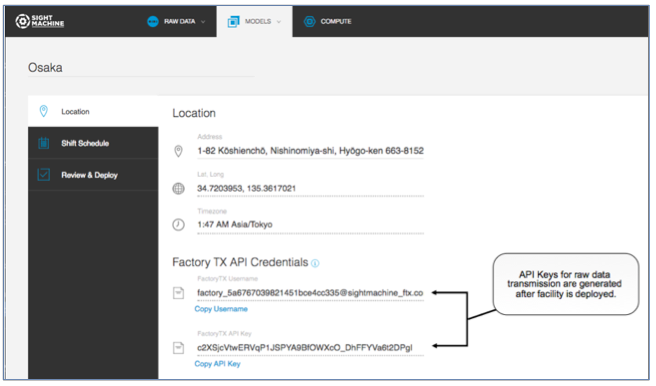 SIGHT MACHINE
RAW DATA
MODELS
COMPUTE
Osaka
Location
Shift Schedule
Review & Deploy
Location
Address
1-82 Kōshienchō, Nishinomiya-shi, Hyōgo-ken 663-8152
Lat, Long
34.7203953, 135.3617021
Timezone
1:47 AM Asia/Tokyo
Factory TX API Credentials
FactoryTX Username
factory_5a6767039821451bce4cc335@sightmachine_ftx.co
Copy Username
FactoryTX API Key
c2XSjcVtwERVqP1JSPYA9BfOWXcO_DhFFYVa6t2DPgI
Copy API Key
API Keys for raw data
transmission are generated
after facility is deployed.